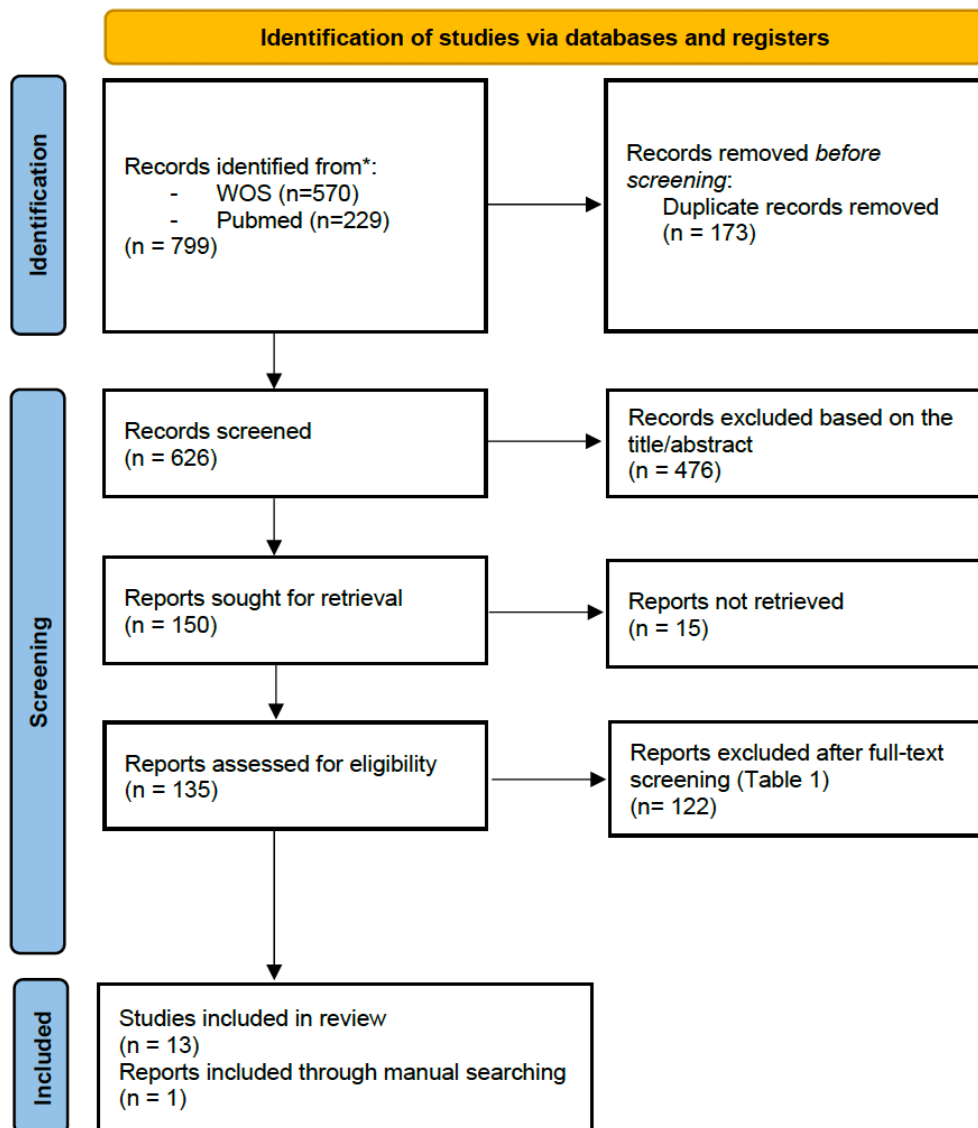 Identification of studies via databases and registers
Identification
Records identified from*:
- WOS (n=570)
- Pubmed (n=229)
(n = 799)
Records removed before
screening:
Duplicate records removed
(n = 173)
Screening
Records screened
(n = 626)
Records excluded based on the
title/abstract
(n = 476)
Reports sought for retrieval
(n = 150)
Reports not retrieved
(n = 15)
Reports assessed for eligibility
(n = 135)
Reports excluded after full-text
screening (Table 1)
(n= 122)
Included
Studies included in review
(n = 13)
Reports included through manual searching
(n = 1)